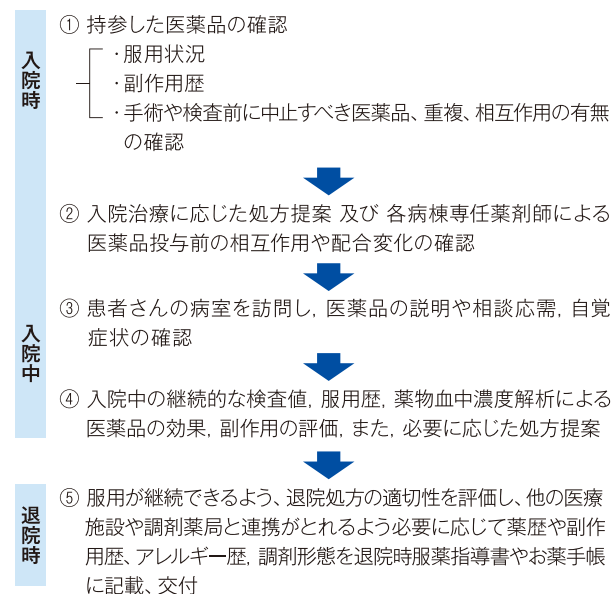 入院時
① 持参した医薬品の確認
・服用状況
・副作用歴
・手術や検査前に中止すべき医薬品、重複、相互作用の有無
の確認
② 入院治療に応じた処方提案 及び 各病棟専任薬剤師による
医薬品投与前の相互作用や配合変化の確認
入院中
③ 患者さんの病室を訪問し, 医薬品の説明や相談応需, 自覚
症状の確認
④ 入院中の継続的な検査値, 服用歴, 薬物血中濃度解析による
医薬品の効果, 副作用の評価, また, 必要に応じた処方提案
退院時
⑤ 服用が継続できるよう、退院処方の適切性を評価し、他の医療
施設や調剤薬局と連携がとれるよう必要に応じて薬歴や副作
用歴、アレルギー歴, 調剤形態を退院時服薬指導書やお薬手帳
に記載、交付